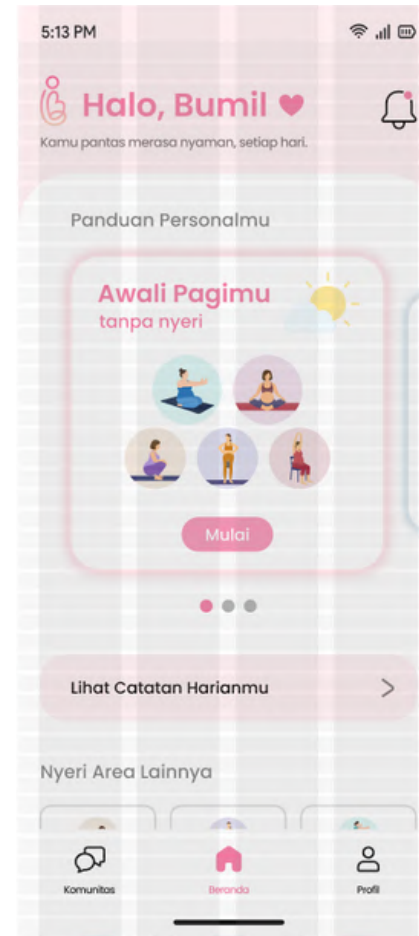 5:13 PM
Halo, Bumil
Kamu pantas merasa nyaman, setiap hari.
Panduan Personalmu
Awali Pagimu
tanpa nyeri
Mulai
Lihat Catatan Harianmu
Nyeri Area Lainnya
Komunitas
Beranda
Profil